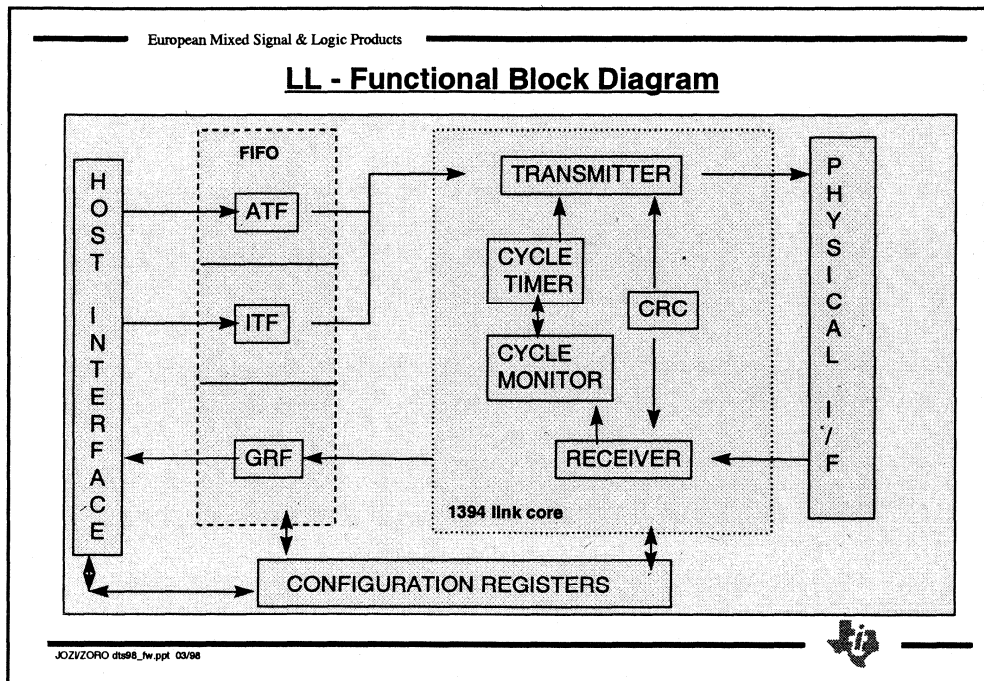 European Mixed Signal & Logic Products
LL - Functional Block Diagram
HOST INTERFACE
FIFO
ATF
ITF
GRF
TRANSMITTER
CYCLE
TIMER
CYCLE
MONITOR
CRC
RECEIVER
1394 link core
PHYSICAL I/F
CONFIGURATION REGISTERS
JOZI/ZORO dts98_fw.ppt 03/98
ti